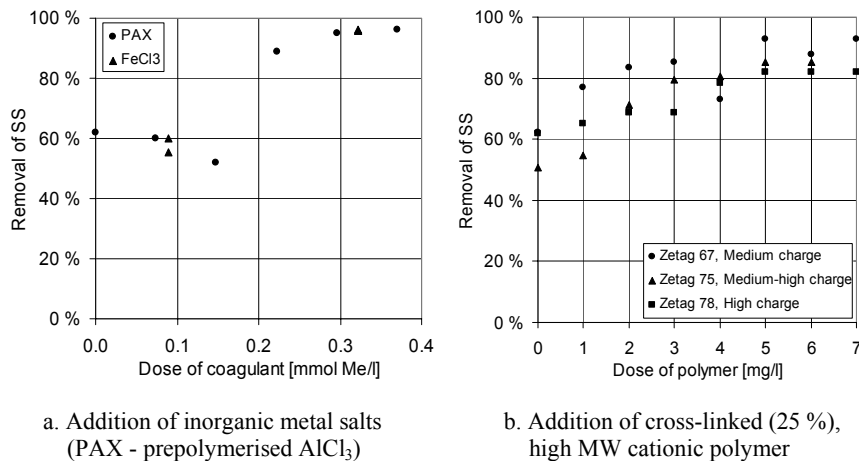 100 %
80 %
60 %
40 %
20 %
0 %
Removal of SS
PAX
FeCl3
0.0 0.1 0.2 0.3 0.4
Dose of coagulant [mmol Me/l]
a. Addition of inorganic metal salts
(PAX - prepolymerised AlCl₃)
100 %
80 %
60 %
40 %
20 %
0 %
Removal of SS
Zetag 67, Medium charge
Zetag 75, Medium-high charge
Zetag 78, High charge
0 1 2 3 4 5 6 7
Dose of polymer [mg/l]
b. Addition of cross-linked (25 %),
high MW cationic polymer